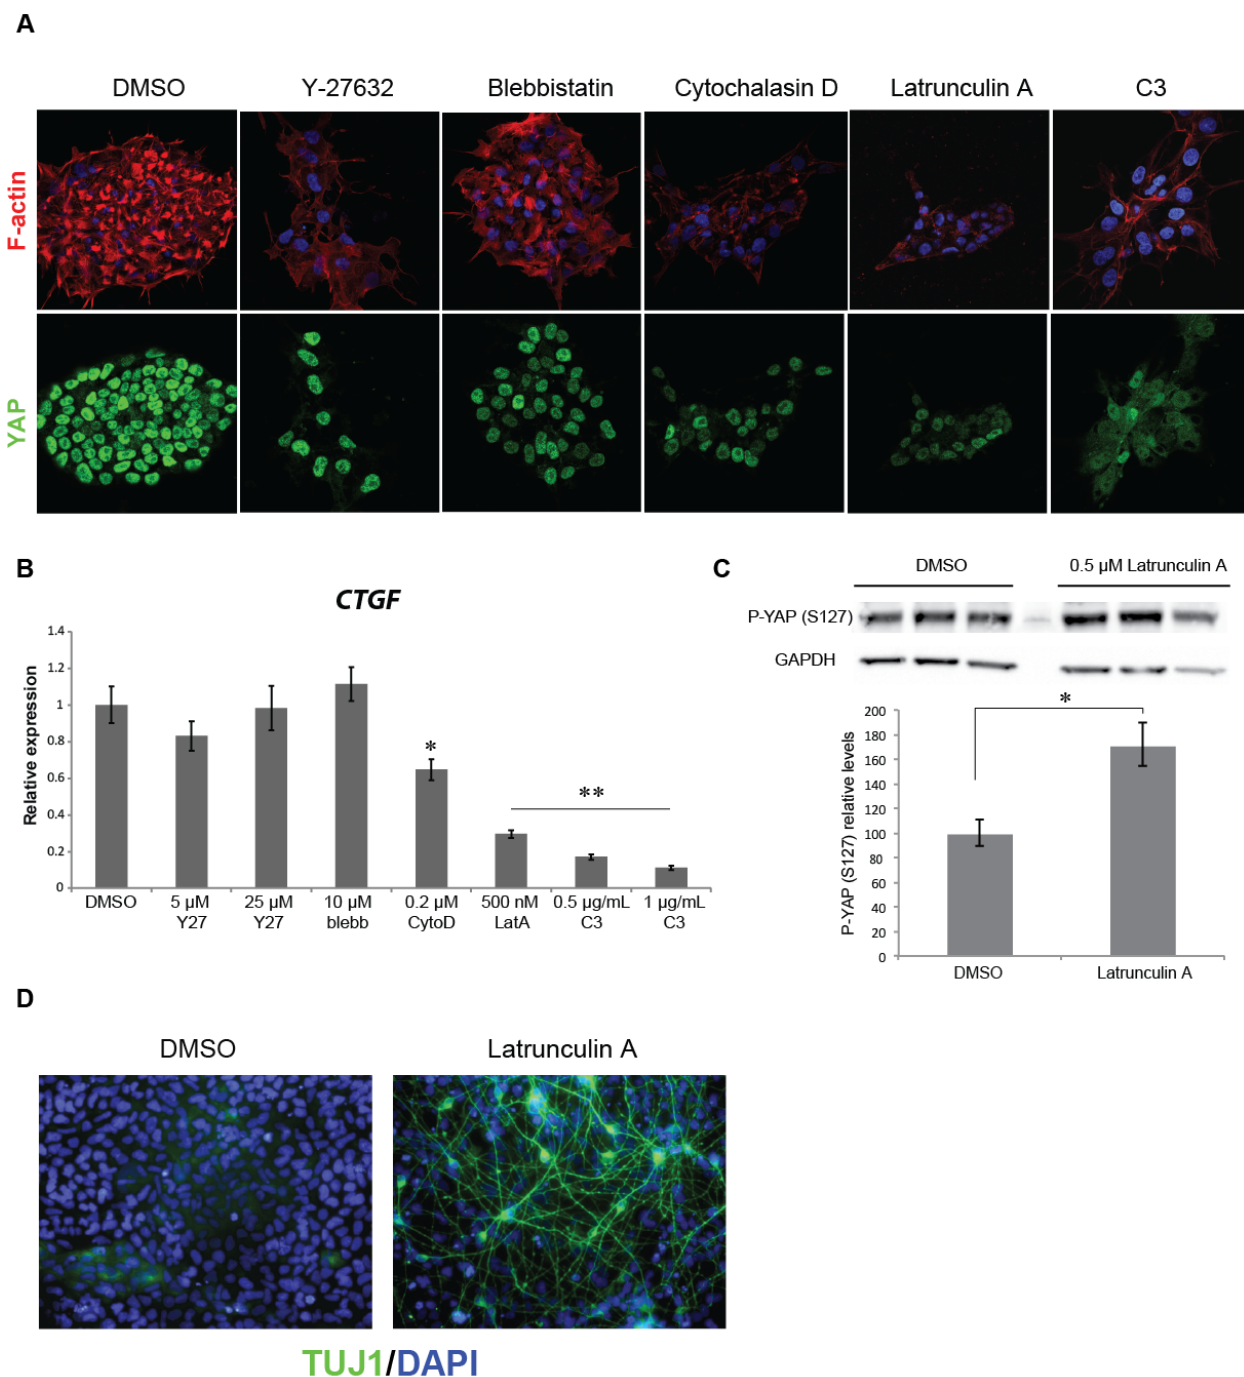 A
DMSO
Y-27632
Blebbistatin
Cytochalasin D
Latrunculin A
C3
F-actin
YAP
B
CTGF
Relative expression
1.4
1.2
1
0.8
0.6
0.4
0.2
0
*
**
DMSO
5 µM
Y27
25 µM
Y27
10 µM
blebb
0.2 µM
CytoD
500 nM
LatA
0.5 µg/mL
C3
1 µg/mL
C3
C
DMSO
0.5 µM Latrunculin A
P-YAP (S127)
GAPDH
*
P-YAP (S127) relative levels
200
180
160
140
120
100
80
60
40
20
0
DMSO
Latrunculin A
D
DMSO
Latrunculin A
TUJ1/DAPI